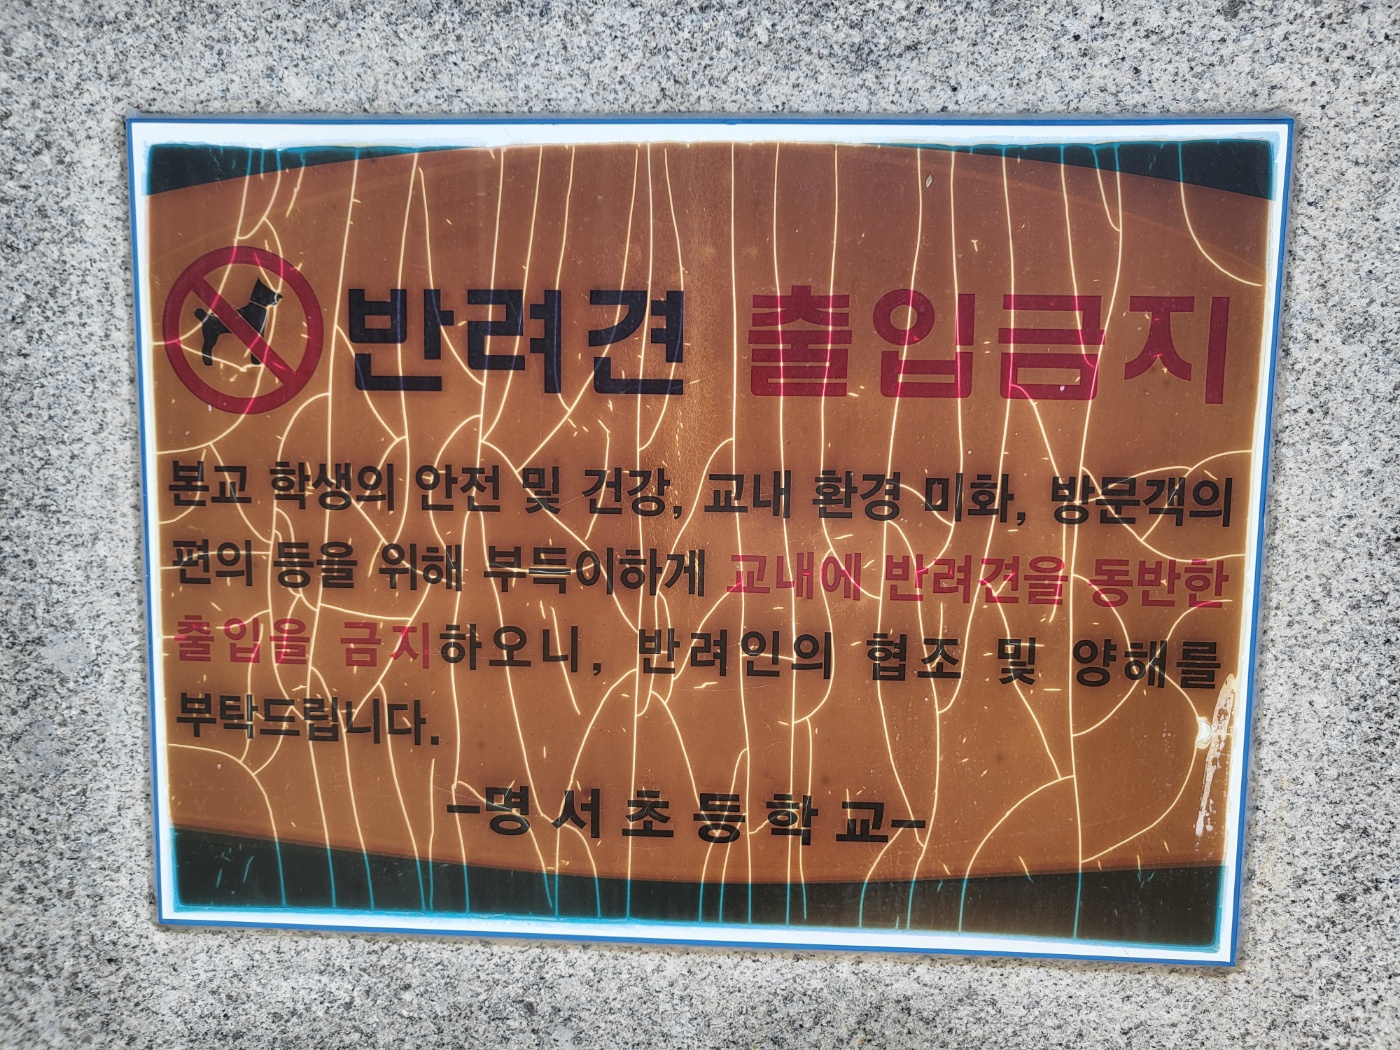 반려견 출입금지
본교 학생의 안전 및 건강, 교내 환경 미화, 방문객의
편의 등을 위해 부득이하게 교내에 반려견을 동반한
출입을 금지하오니, 반려인의 협조 및 양해를
부탁드립니다.
-명서초등학교-